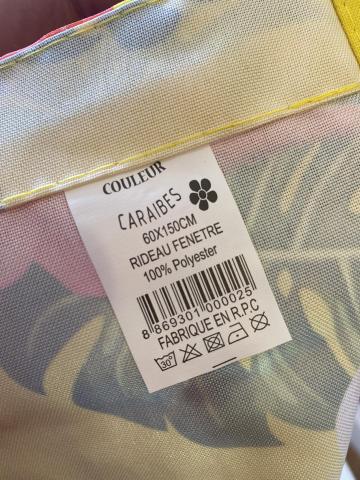 COULEUR
CARAIBES
60X150CM
RIDEAU FENETRE
100% Polyester
8 869301 000025
FABRIQUE EN R.P.C
30°